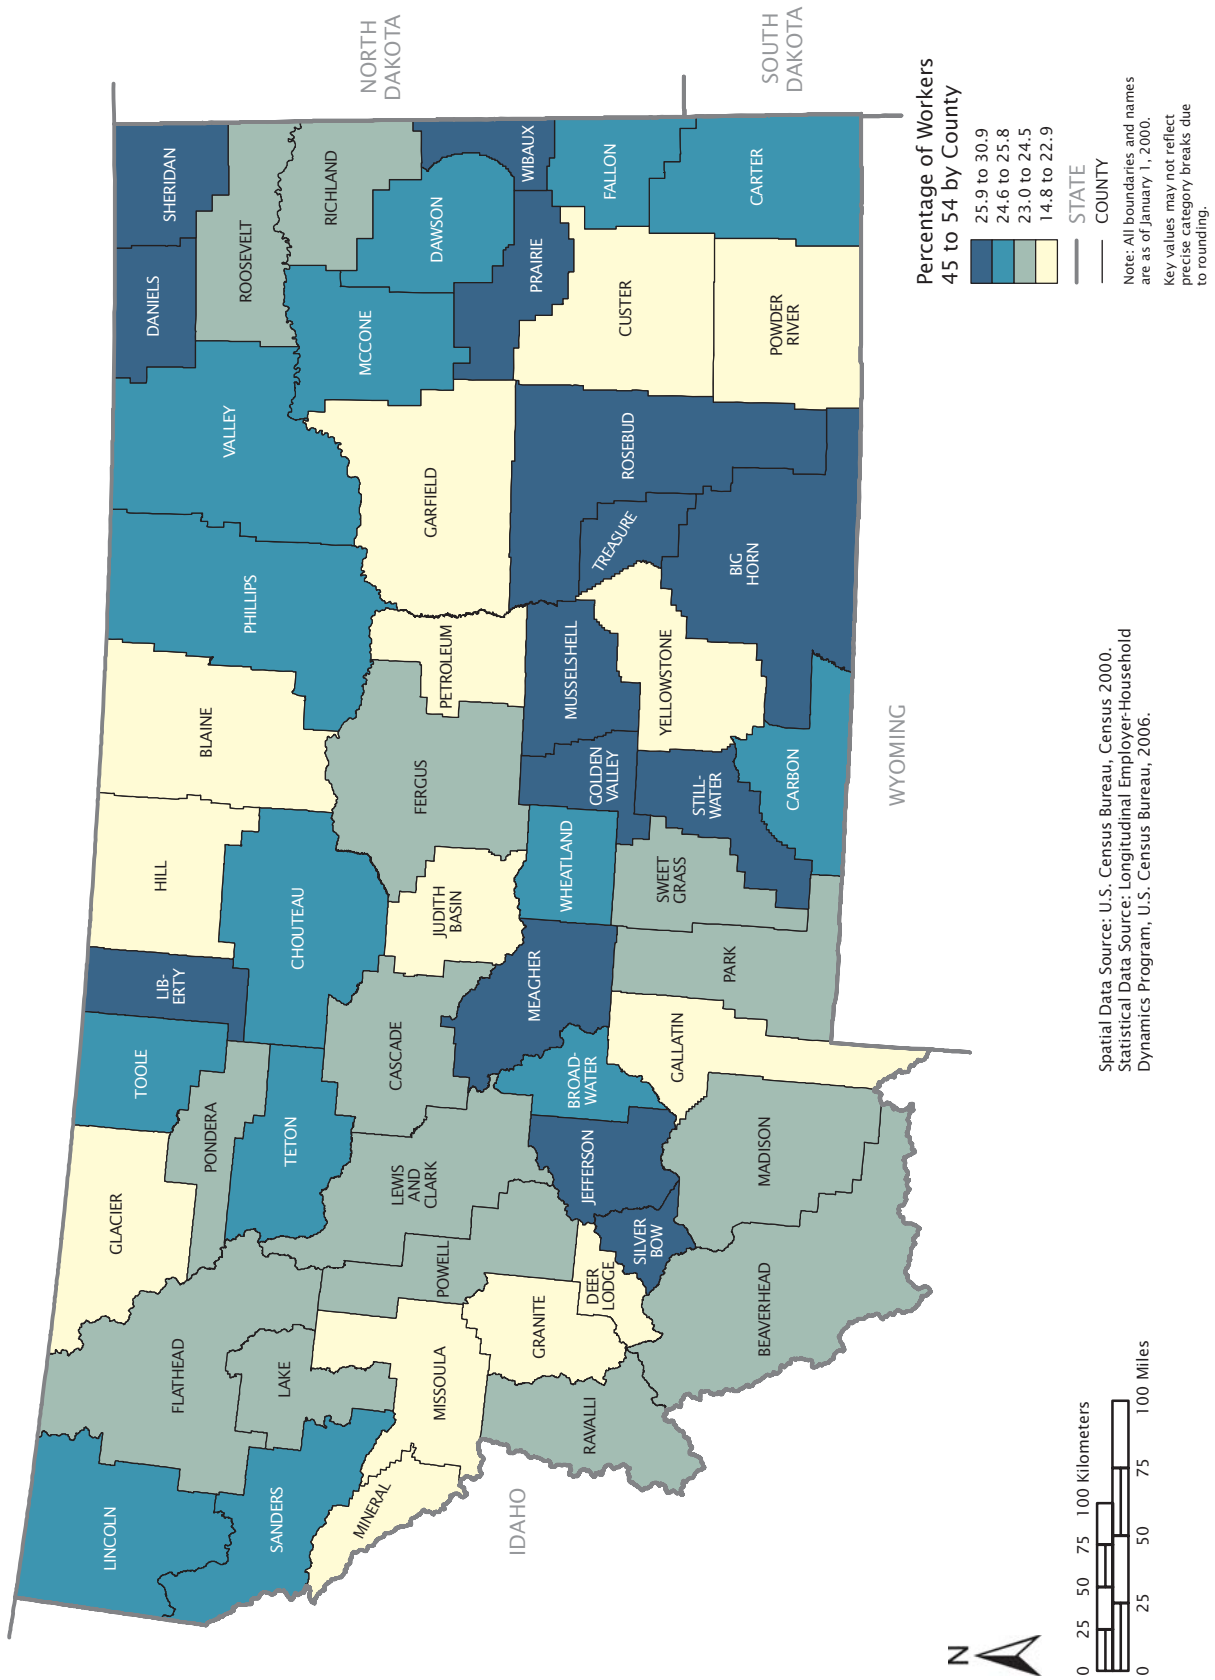 NORTH
DAKOTA
SOUTH
DAKOTA
WYOMING
IDAHO
LINCOLN
SANDERS
MINERAL
FLATHEAD
LAKE
MISSOULA
RAVALLI
GLACIER
PONDERA
TETON
LEWIS
AND
CLARK
POWELL
GRANITE
DEER
LODGE
SILVER
BOW
BEAVERHEAD
MADISON
JEFFERSON
BROAD-
WATER
GALLATIN
TOOLE
LIB-
ERTY
HILL
CHOUTEAU
CASCADE
MEAGHER
PARK
JUDITH
BASIN
WHEATLAND
SWEET
GRASS
BLAINE
FERGUS
GOLDEN
VALLEY
STILL-
WATER
CARBON
PHILLIPS
PETROLEUM
MUSSELSHELL
YELLOWSTONE
VALLEY
GARFIELD
TREASURE
ROSEBUD
BIG
HORN
DANIELS
SHERIDAN
ROOSEVELT
RICHLAND
MCCONE
DAWSON
PRAIRIE
WIBAUX
CUSTER
FALLON
POWDER
RIVER
CARTER
Percentage of Workers
45 to 54 by County
25.9 to 30.9
24.6 to 25.8
23.0 to 24.5
14.8 to 22.9
STATE
COUNTY
Note: All boundaries and names
are as of January 1, 2000.
Key values may not reflect
precise category breaks due
to rounding.
Spatial Data Source: U.S. Census Bureau, Census 2000.
Statistical Data Source: Longitudinal Employer-Household
Dynamics Program, U.S. Census Bureau, 2006.
N
0 25 50 75 100 Kilometers
0 25 50 75 100 Miles